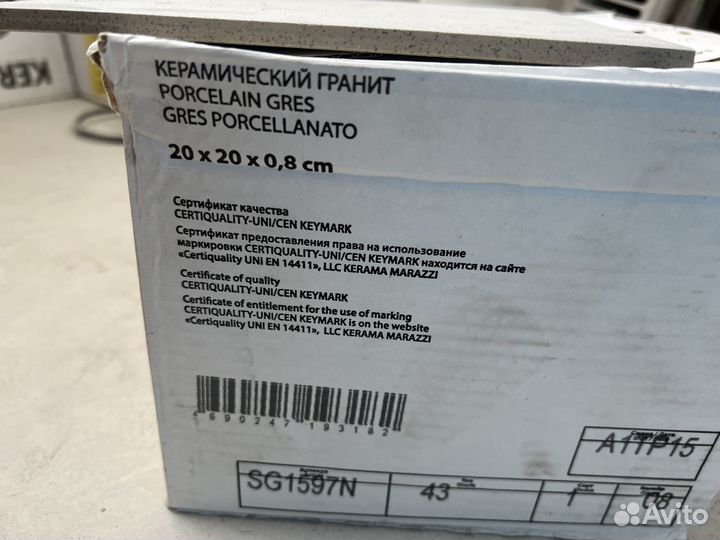 KER
КЕРАМИЧЕСКИЙ ГРАНИТ
PORCELAIN GRES
GRES PORCELLANATO
20 x 20 x 0,8 cm
Сертификат качества
CERTIQUALITY-UNI/CEN KEYMARK
Сертификат предоставления права на использование
маркировки CERTIQUALITY-UNI/CEN KEYMARK находится на сайте
«Certiquality UNI EN 14411», LLC KERAMA MARAZZI
Certificate of quality
CERTIQUALITY-UNI/CEN KEYMARK
Certificate of entitlement for the use of marking
CERTIQUALITY-UNI/CEN KEYMARK is on the website
«Certiquality UNI EN 14411», LLC KERAMA MARAZZI
4690247193182
A11P15
SG1597N
43
1
08
Avito